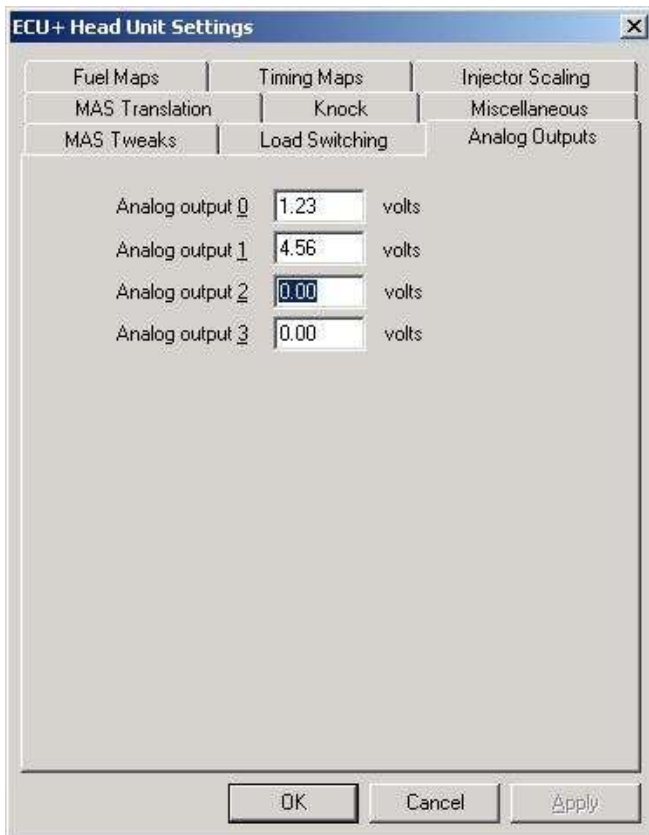 ECU+ Head Unit Settings
Fuel Maps Timing Maps Injector Scaling
MAS Translation Knock Miscellaneous
MAS Tweaks Load Switching Analog Outputs
Analog output 0 1.23 volts
Analog output 1 4.56 volts
Analog output 2 0.00 volts
Analog output 3 0.00 volts
OK Cancel Apply